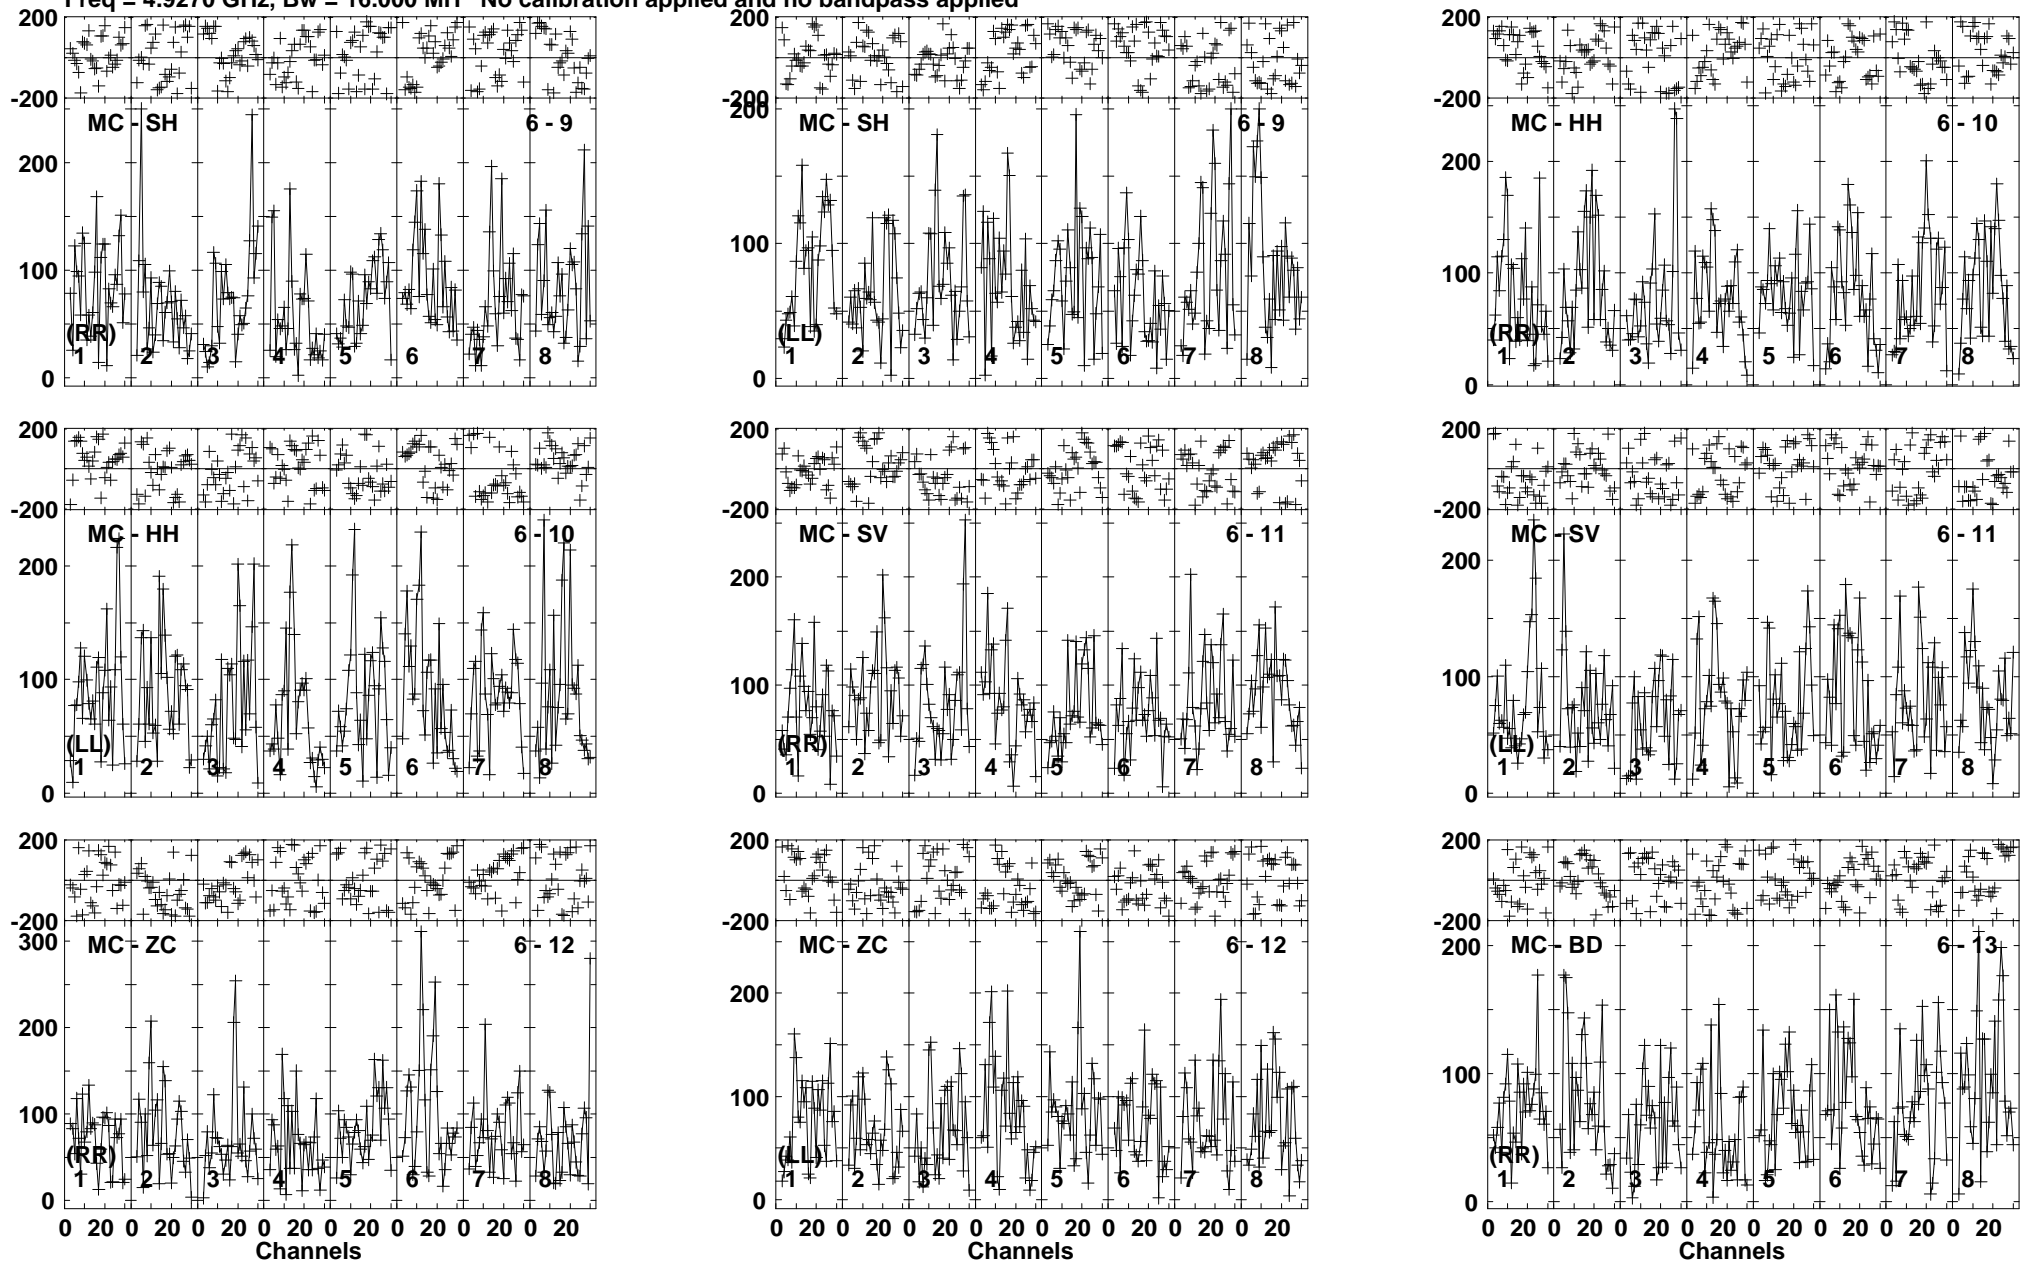 Freq = 4.9270 GHz, Bw = 16.000 MH No calibration applied and no bandpass applied
200 200 200
-200 -200 -200
MC - SH 6 - 9 MC - SH 6 - 9 MC - HH 6 - 10
200 200 200
100 100 100
(RR) (LL) (RR)
1 2 3 4 5 6 7 8 1 2 3 4 5 6 7 8 1 2 3 4 5 6 7 8
0 0 0
200 200 200
-200 -200 -200
MC - HH 6 - 10 MC - SV 6 - 11 MC - SV 6 - 11
200 200 200
100 100 100
(LL) (RR) (LL)
1 2 3 4 5 6 7 8 1 2 3 4 5 6 7 8 1 2 3 4 5 6 7 8
0 0 0
200 200 200
-200 -200 -200
300
MC - ZC 6 - 12 MC - ZC 6 - 12 MC - BD 6 - 13
200 200 200
100 100 100
(RR) (LL) (RR)
1 2 3 4 5 6 7 8 1 2 3 4 5 6 7 8 1 2 3 4 5 6 7 8
0 0 0
0 20 0 20 0 20 0 20 0 20 0 20 0 20 0 20 0 20 0 20 0 20 0 20 0 20 0 20 0 20 0 20 0 20 0 20 0 20 0 20 0 20 0 20 0 20 0 20
Channels Channels Channels